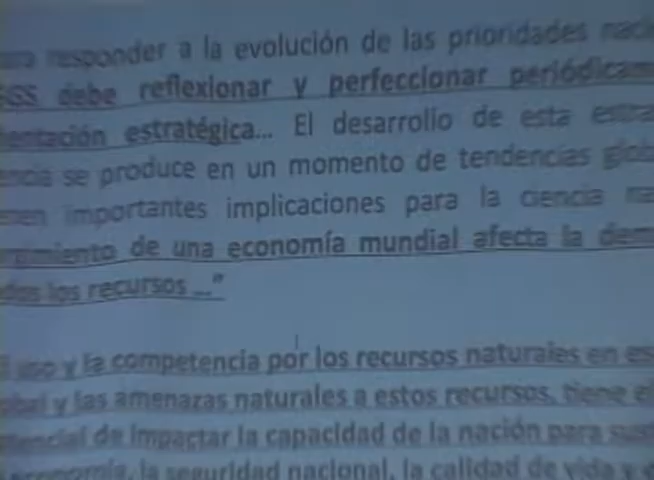 responder a la evolución de las prioridades
debe reflexionar y perfeccionar
estratégica... El desarrollo de esta
se produce en un momento de tendencias
importantes implicaciones para la ciencia
de una economía mundial afecta la
los recursos ..."
uso y la competencia por los recursos naturales en
y las amenazas naturales a estos recursos, tiene
de impactar la capacidad de la nación para
economía, la seguridad nacional, la calidad de vida y